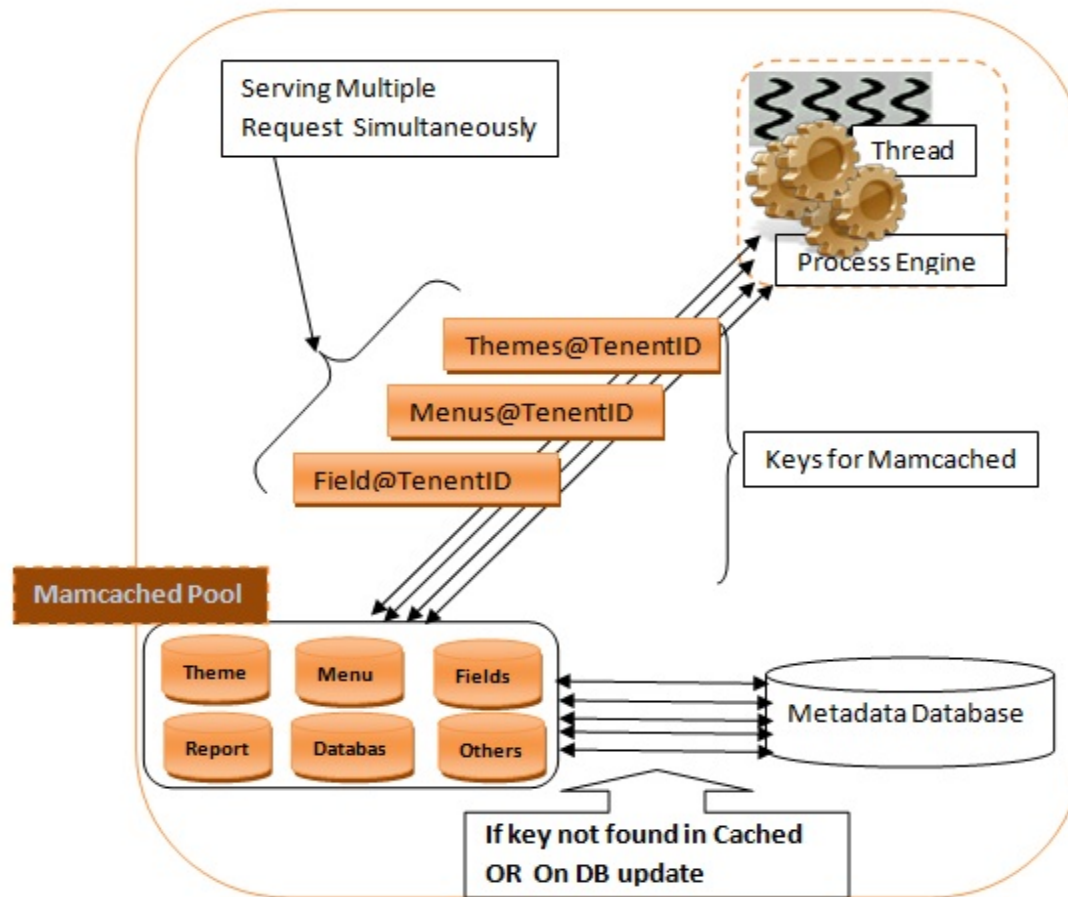 Serving Multiple
Request Simultaneously
Thread
Process Engine
Themes@TenentID
Menus@TenentID
Field@TenentID
Keys for Mamcached
Mamcached Pool
Theme
Menu
Fields
Report
Databas
Others
Metadata Database
If key not found in Cached
OR On DB update